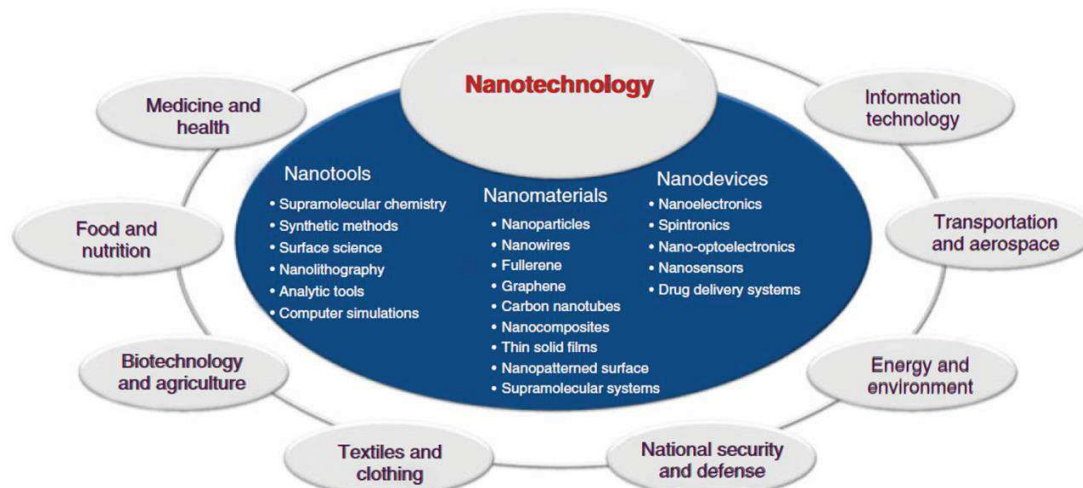 Nanotechnology
Medicine and
health
Information
technology
Food and
nutrition
Transportation
and aerospace
Biotechnology
and agriculture
Energy and
environment
Textiles and
clothing
National security
and defense
Nanotools
• Supramolecular chemistry
• Synthetic methods
• Surface science
• Nanolithography
• Analytic tools
• Computer simulations
Nanomaterials
• Nanoparticles
• Nanowires
• Fullerene
• Graphene
• Carbon nanotubes
• Nanocomposites
• Thin solid films
• Nanopatterned surface
• Supramolecular systems
Nanodevices
• Nanoelectronics
• Spintronics
• Nano-optoelectronics
• Nanosensors
• Drug delivery systems